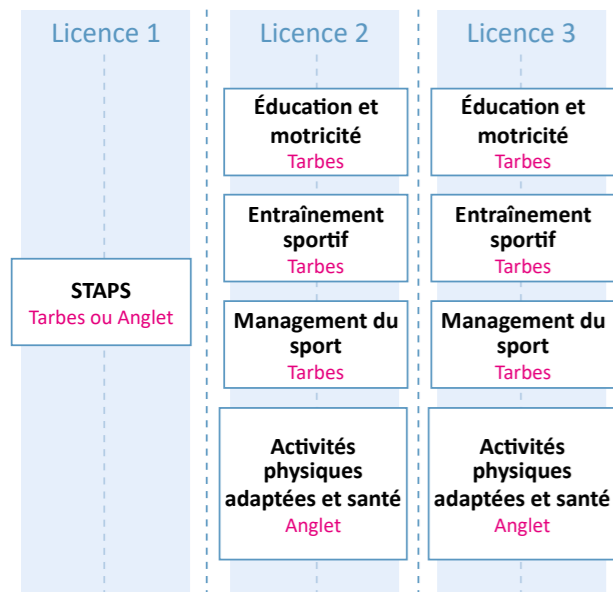 Licence 1
Licence 2
Licence 3
STAPS
Tarbes ou Anglet
Éducation et
motricité
Tarbes
Entraînement
sportif
Tarbes
Management du
sport
Tarbes
Activités
physiques
adaptées et santé
Anglet
Éducation et
motricité
Tarbes
Entraînement
sportif
Tarbes
Management du
sport
Tarbes
Activités
physiques
adaptées et santé
Anglet